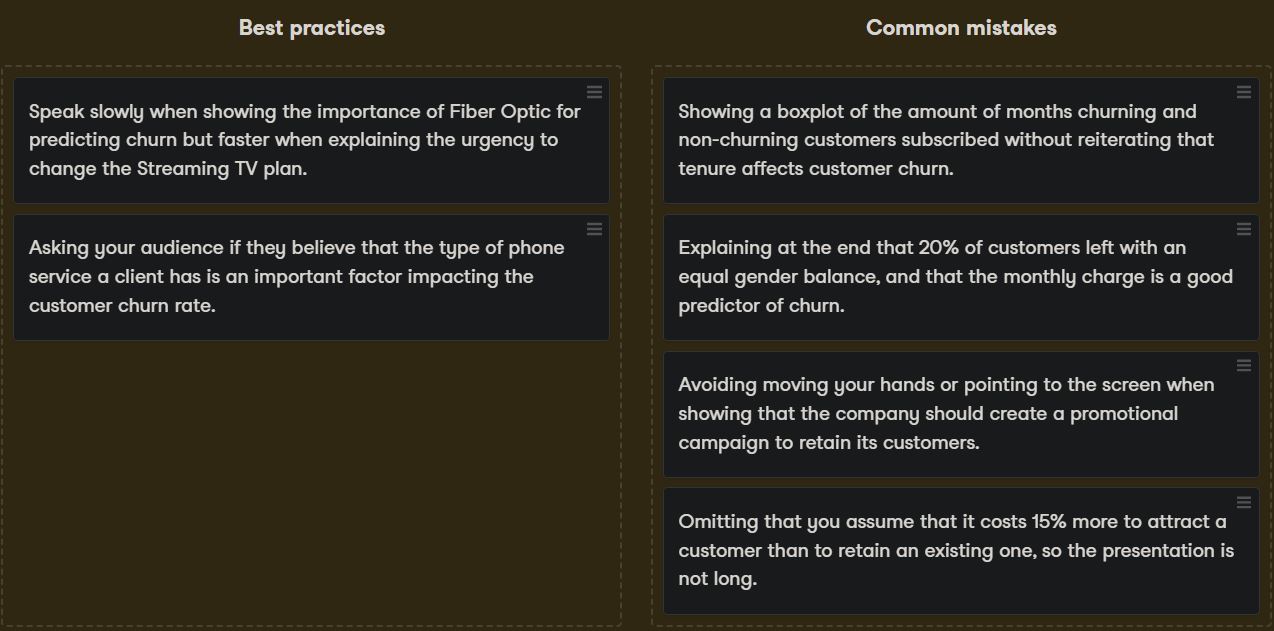 Best practices
Common mistakes
Speak slowly when showing the importance of Fiber Optic for
predicting churn but faster when explaining the urgency to
change the Streaming TV plan.
Asking your audience if they believe that the type of phone
service a client has is an important factor impacting the
customer churn rate.
Showing a boxplot of the amount of months churning and
non-churning customers subscribed without reiterating that
tenure affects customer churn.
Explaining at the end that 20% of customers left with an
equal gender balance, and that the monthly charge is a good
predictor of churn.
Avoiding moving your hands or pointing to the screen when
showing that the company should create a promotional
campaign to retain its customers.
Omitting that you assume that it costs 15% more to attract a
customer than to retain an existing one, so the presentation is
not long.